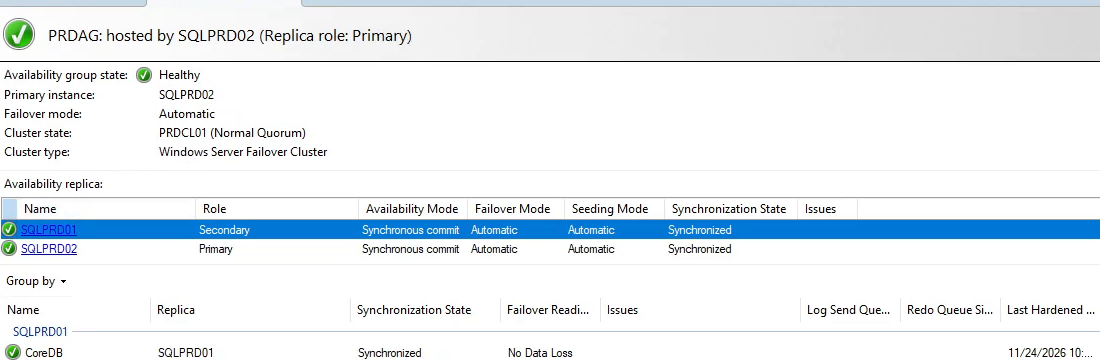 PRDAG: hosted by SQLPRD02 (Replica role: Primary)
Availability group state: Healthy
Primary instance: SQLPRD02
Failover mode: Automatic
Cluster state: PRDCL01 (Normal Quorum)
Cluster type: Windows Server Failover Cluster
Availability replica:
Name Role Availability Mode Failover Mode Seeding Mode Synchronization State Issues
SQLPRD01 Secondary Synchronous commit Automatic Automatic Synchronized
SQLPRD02 Primary Synchronous commit Automatic Automatic Synchronized
Group by
Name Replica Synchronization State Failover Readi... Issues Log Send Que... Redo Queue Si... Last Hardened ...
SQLPRD01
CoreDB SQLPRD01 Synchronized No Data Loss 11/24/2026 10:...